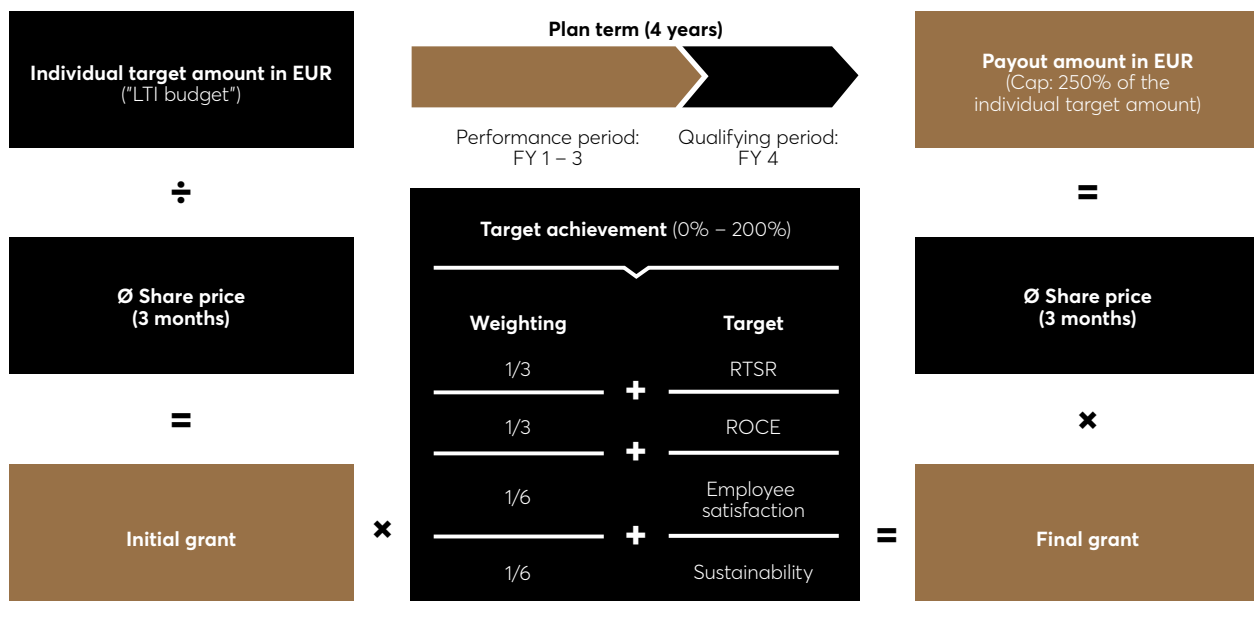 Individual target amount in EUR
("LTI budget")
÷
Ø Share price
(3 months)
=
Initial grant
×
Plan term (4 years)
Performance period:
FY 1 – 3
Qualifying period:
FY 4
Target achievement (0% – 200%)
Weighting Target
1/3 RTSR
+
1/3 ROCE
+
1/6 Employee
satisfaction
+
1/6 Sustainability
=
Payout amount in EUR
(Cap: 250% of the
individual target amount)
=
Ø Share price
(3 months)
×
Final grant